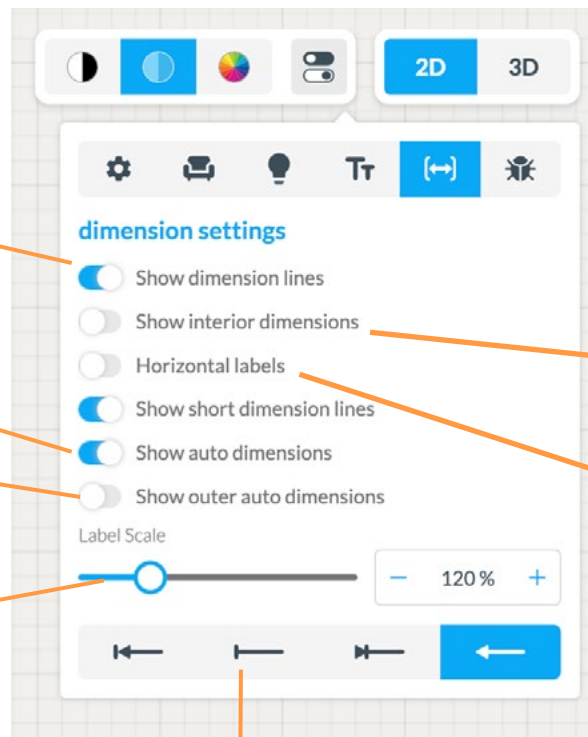 2D 3D
Tт
dimension settings
Show dimension lines
Show interior dimensions
Horizontal labels
Show short dimension lines
Show auto dimensions
Show outer auto dimensions
Label Scale
− 120 % +